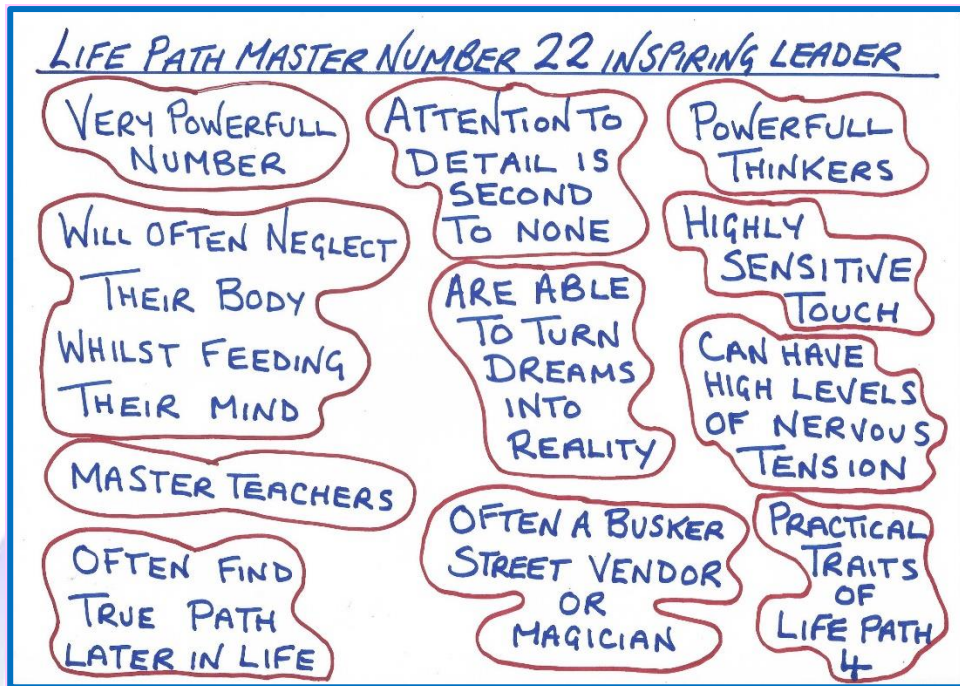 LIFE PATH MASTER NUMBER 22 INSPIRING LEADER
VERY POWERFULL
NUMBER
ATTENTION TO
DETAIL IS
SECOND
TO NONE
POWERFULL
THINKERS
WILL OFTEN NEGLECT
THEIR BODY
WHILST FEEDING
THEIR MIND
ARE ABLE
TO TURN
DREAMS
INTO
REALITY
HIGHLY
SENSITIVE
TOUCH
CAN HAVE
HIGH LEVELS
OF NERVOUS
TENSION
MASTER TEACHERS
OFTEN FIND
TRUE PATH
LATER IN LIFE
OFTEN A BUSKER
STREET VENDOR
OR
MAGICIAN
PRACTICAL
TRAITS
OF
LIFE PATH
4